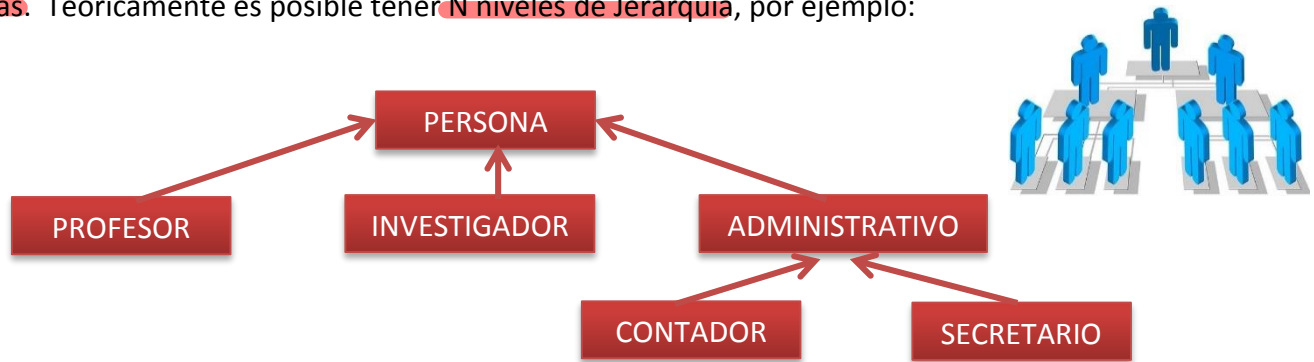 as. Teóricamente es posible tener N niveles de Jerarquía, por ejemplo:
PERSONA
PROFESOR INVESTIGADOR ADMINISTRATIVO
CONTADOR SECRETARIO